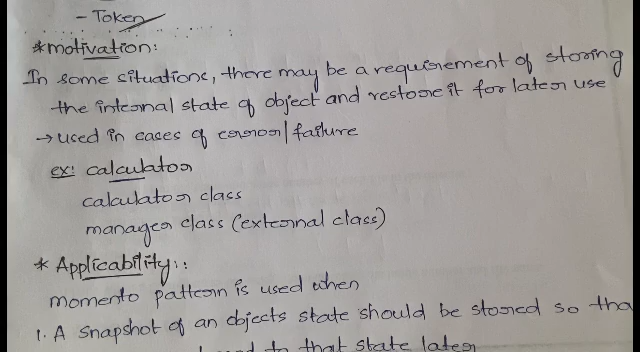 - Token
* motivation:
In some situations, there may be a requirement of storing
the internal state of object and restore it for later use
→ used in cases of error/failure
ex: calculator
calculator class
manager class (external class)
* Applicability::
momento pattern is used when
1. A snapshot of an objects state should be stored so tha
to that state later